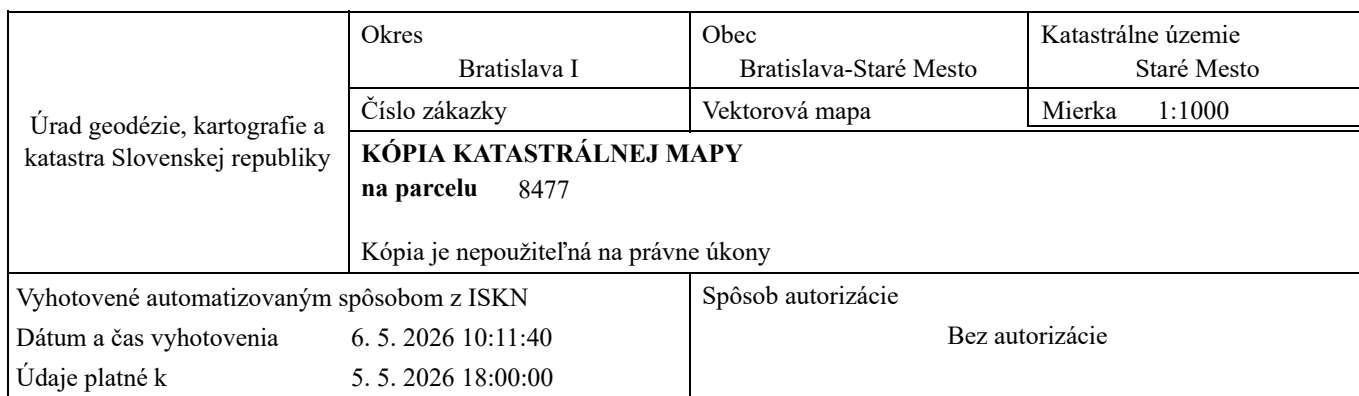 Úrad geodézie, kartografie a
katastra Slovenskej republiky
Okres
Bratislava I
Obec
Bratislava-Staré Mesto
Katastrálne územie
Staré Mesto
Číslo zákazky
Vektorová mapa
Mierka 1:1000
KÓPIA KATASTRÁLNEJ MAPY
na parcelu 8477
Kópia je nepoužiteľná na právne úkony
Vyhotovené automatizovaným spôsobom z ISKN
Dátum a čas vyhotovenia 6. 5. 2026 10:11:40
Údaje platné k 5. 5. 2026 18:00:00
Spôsob autorizácie
Bez autorizácie